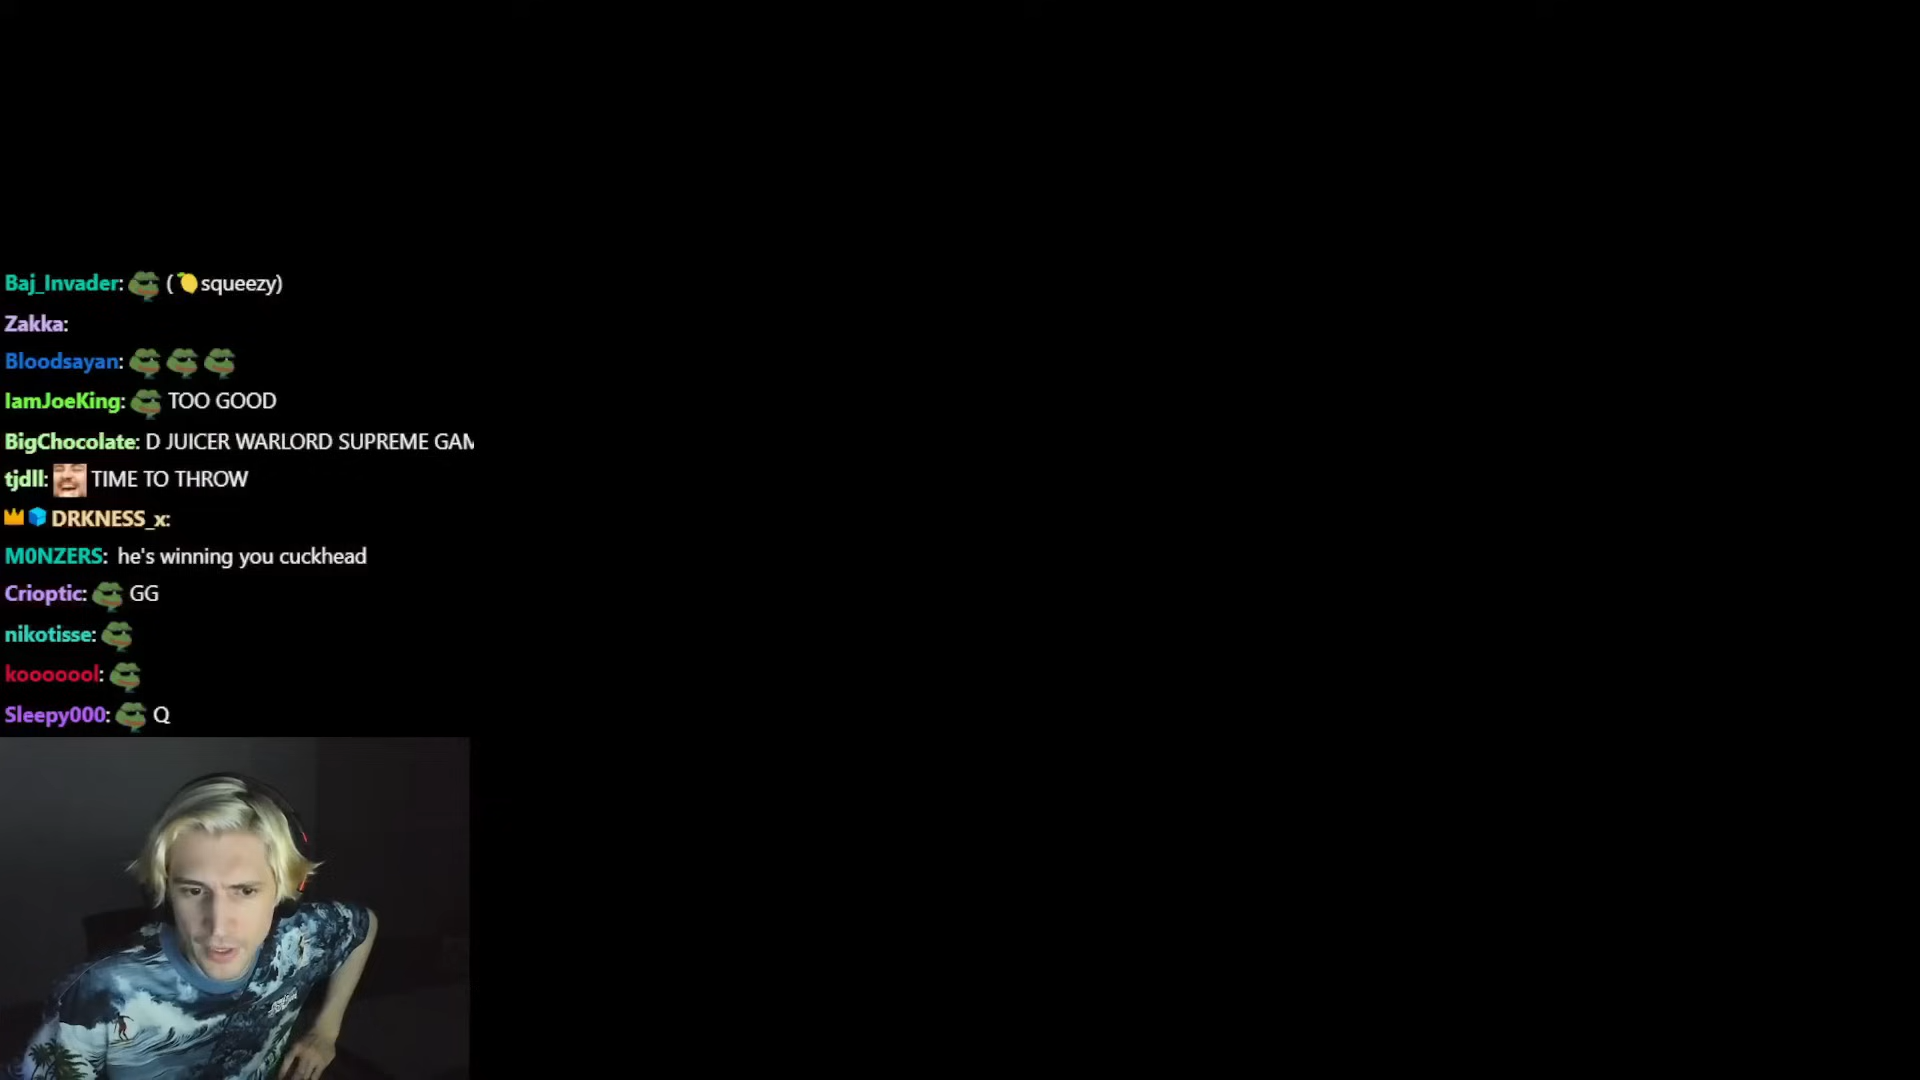 Baj_Invader: (squeezy)
Zakka:
Bloodsayan:
IamJoeKing: TOO GOOD
BigChocolate: D JUICER WARLORD SUPREME GAM
tjdll: TIME TO THROW
DRKNESS_x:
M0NZERS: he's winning you cuckhead
Crioptic: GG
nikotisse:
kooooool:
Sleepy000: Q